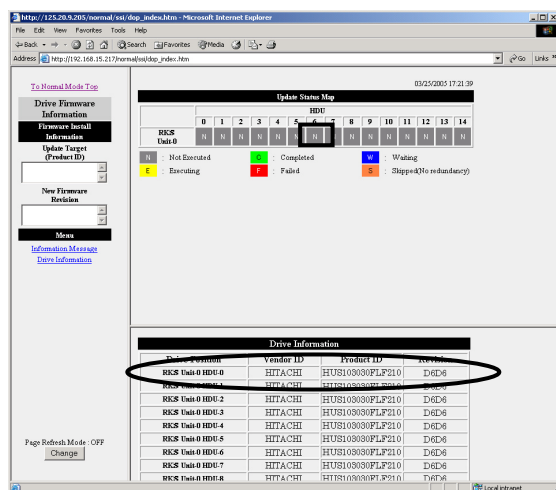 http://125.20.9.205/normal/ssi/dop_index.htm - Microsoft Internet Explorer
File Edit View Favorites Tools Help
Back Search Favorites Media
Address http://192.168.15.217/normal/ssi/dop_index.htm Go Links »
03/25/2005 17:21:39
To Normal Mode Top
Drive Firmware
Information
Firmware Install
Information
Update Target
(Product ID)
New Firmware
Revision
Menu
Information Message
Drive Information
Page Refresh Mode : OFF
Change
Update Status Map
HDU
0 1 2 3 4 5 6 7 8 9 10 11 12 13 14
RKS
Unit-0 N N N N N N N N N N N N N N N
N : Not Executed C : Completed W : Waiting
E : Executing F : Failed S : Skipped(No redundancy)
Drive Information
Drive Position Vendor ID Product ID Revision
RKS Unit-0 HDU-0 HITACHI HUS103030FLF210 D6D6
RKS Unit-0 HDU-1 HITACHI HUS103030FLF210 D6D6
RKS Unit-0 HDU-2 HITACHI HUS103030FLF210 D6D6
RKS Unit-0 HDU-3 HITACHI HUS103030FLF210 D6D6
RKS Unit-0 HDU-4 HITACHI HUS103030FLF210 D6D6
RKS Unit-0 HDU-5 HITACHI HUS103030FLF210 D6D6
RKS Unit-0 HDU-6 HITACHI HUS103030FLF210 D6D6
RKS Unit-0 HDU-7 HITACHI HUS103030FLF210 D6D6
RKS Unit-0 HDU-8 HITACHI HUS103030FLF210 D6D6
Local intranet